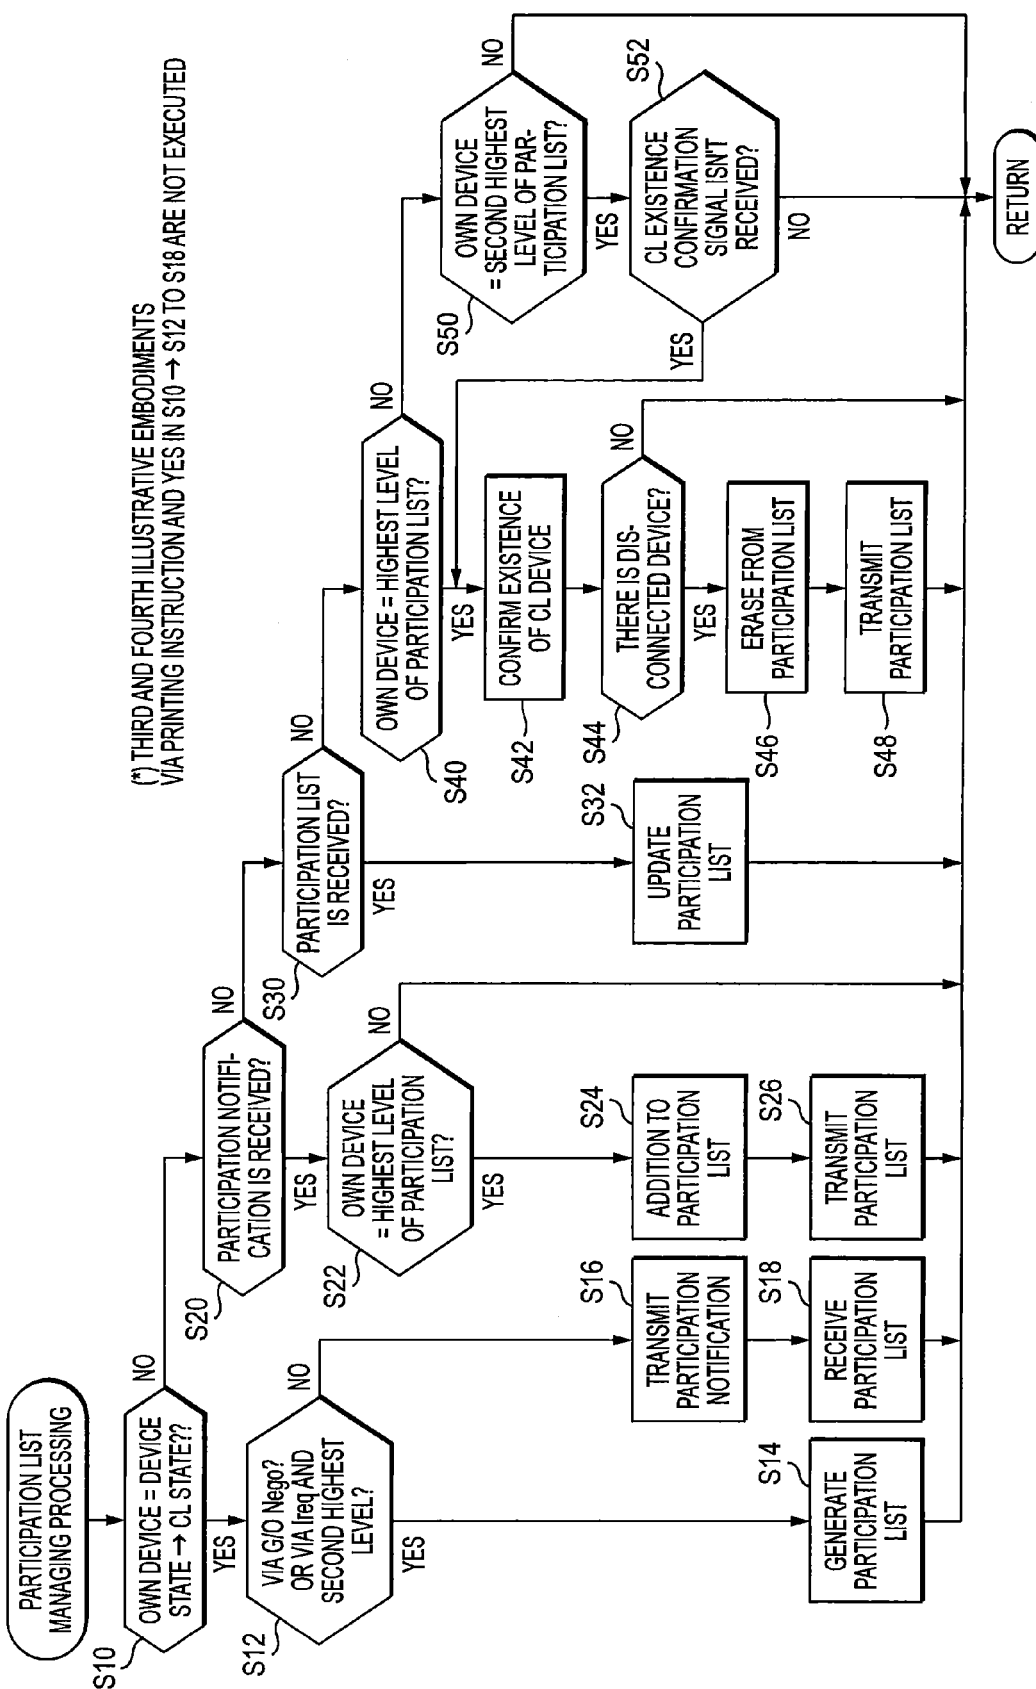 (*) THIRD AND FOURTH ILLUSTRATIVE EMBODIMENTS
VIA PRINTING INSTRUCTION AND YES IN S10 → S12 TO S18 ARE NOT EXECUTED
PARTICIPATION LIST
MANAGING PROCESSING
S10
OWN DEVICE = DEVICE
STATE → CL STATE??
NO
YES
S12
VIA G/O Nego?
OR VIA Ireq AND
SECOND HIGHEST
LEVEL?
NO
YES
S14
GENERATE
PARTICIPATION
LIST
S16
TRANSMIT
PARTICIPATION
NOTIFICATION
S18
RECEIVE
PARTICIPATION
LIST
S20
PARTICIPATION NOTIFI-
CATION IS RECEIVED?
NO
YES
S22
OWN DEVICE
= HIGHEST LEVEL
OF PARTICIPATION
LIST?
NO
YES
S24
ADDITION TO
PARTICIPATION
LIST
S26
TRANSMIT
PARTICIPATION
LIST
S30
PARTICIPATION LIST
IS RECEIVED?
NO
YES
S32
UPDATE
PARTICIPATION
LIST
S40
OWN DEVICE = HIGHEST LEVEL
OF PARTICIPATION LIST?
NO
YES
S42
CONFIRM EXISTENCE
OF CL DEVICE
S44
THERE IS DIS-
CONNECTED DEVICE?
NO
YES
S46
ERASE FROM
PARTICIPATION LIST
S48
TRANSMIT
PARTICIPATION LIST
S50
OWN DEVICE
= SECOND HIGHEST
LEVEL OF PAR-
TICIPATION LIST?
NO
YES
S52
CL EXISTENCE
CONFIRMATION
SIGNAL ISN'T
RECEIVED?
YES
NO
RETURN